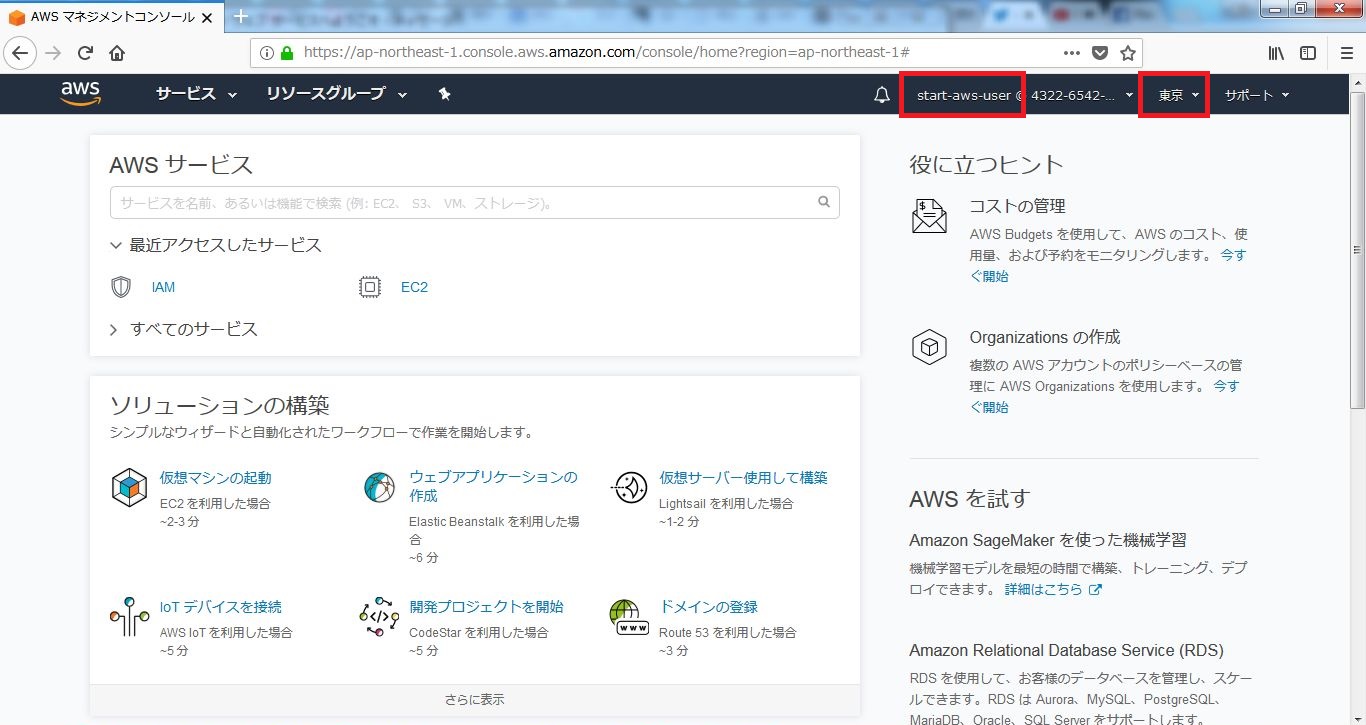 AWS マネジメントコンソール
https://ap-northeast-1.console.aws.amazon.com/console/home?region=ap-northeast-1#
aws サービス リソースグループ start-aws-user @ 4322-6542-... 東京 サポート
AWS サービス
サービスを名前、あるいは機能で検索 (例: EC2、 S3、 VM、ストレージ)。
最近アクセスしたサービス
IAM EC2
すべてのサービス
ソリューションの構築
シンプルなウィザードと自動化されたワークフローで作業を開始します。
仮想マシンの起動
EC2 を利用した場合
~2-3 分
ウェブアプリケーションの
作成
Elastic Beanstalk を利用した場
合
~6 分
仮想サーバー使用して構築
Lightsail を利用した場合
~1-2 分
IoT デバイスを接続
AWS IoT を利用した場合
~5 分
開発プロジェクトを開始
CodeStar を利用した場合
~5 分
www
ドメインの登録
Route 53 を利用した場合
~3 分
さらに表示
役に立つヒント
コストの管理
AWS Budgets を使用して、AWS のコスト、使
用量、および予約をモニタリングします。 今す
ぐ開始
Organizations の作成
複数の AWS アカウントのポリシーベースの管
理に AWS Organizations を使用します。 今す
ぐ開始
AWS を試す
Amazon SageMaker を使った機械学習
機械学習モデルを最短の時間で構築、トレーニング、デプ
ロイできます。 詳細はこちら
Amazon Relational Database Service (RDS)
RDS を使用して、お客様のデータベースを管理し、スケー
ルできます。RDS は Aurora、MySQL、PostgreSQL、
MariaDB、Oracle、SQL Server をサポートします。